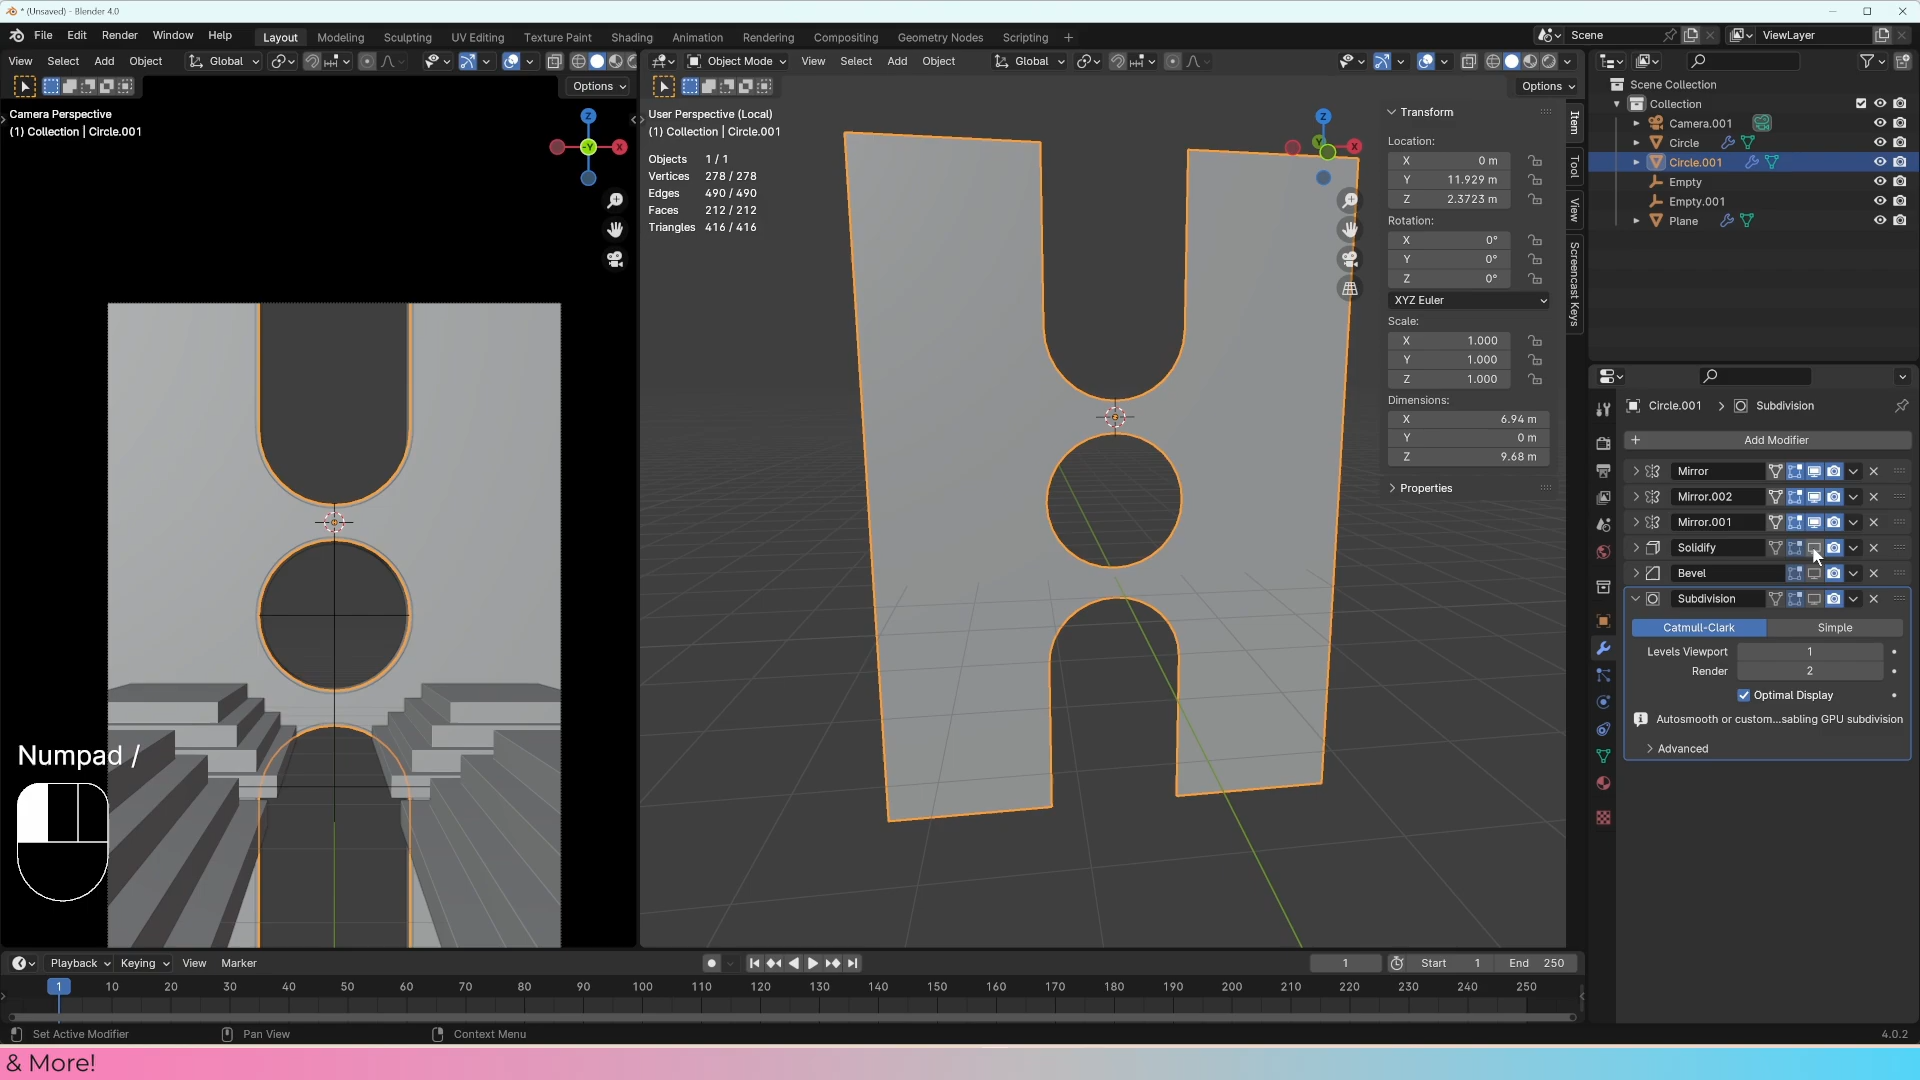 * (Unsaved) - Blender 4.0
File Edit Render Window Help
Layout Modeling Sculpting UV Editing Texture Paint Shading Animation Rendering Compositing Geometry Nodes Scripting +
Scene
ViewLayer
View Select Add Object
Global
Object Mode
View Select Add Object
Global
Options
Options
Camera Perspective
(1) Collection | Circle.001
Z
-Y
X
User Perspective (Local)
(1) Collection | Circle.001
Objects 1 / 1
Vertices 278 / 278
Edges 490 / 490
Faces 212 / 212
Triangles 416 / 416
Z
X
Transform
Location:
X 0 m
Y 11.929 m
Z 2.3723 m
Rotation:
X 0°
Y 0°
Z 0°
XYZ Euler
Scale:
X 1.000
Y 1.000
Z 1.000
Dimensions:
X 6.94 m
Y 0 m
Z 9.68 m
Properties
Item
Tool
View
Screencast Keys
Scene Collection
Collection
Camera.001
Circle
Circle.001
Empty
Empty.001
Plane
Circle.001 > Subdivision
+ Add Modifier
Mirror
Mirror.002
Mirror.001
Solidify
Bevel
Subdivision
Catmull-Clark Simple
Levels Viewport 1
Render 2
Optimal Display
Autosmooth or custom...sabling GPU subdivision
Advanced
Numpad /
Playback Keying View Marker
1 Start 1 End 250
1 10 20 30 40 50 60 70 80 90 100 110 120 130 140 150 160 170 180 190 200 210 220 230 240 250
Set Active Modifier Pan View Context Menu
4.0.2
& More!